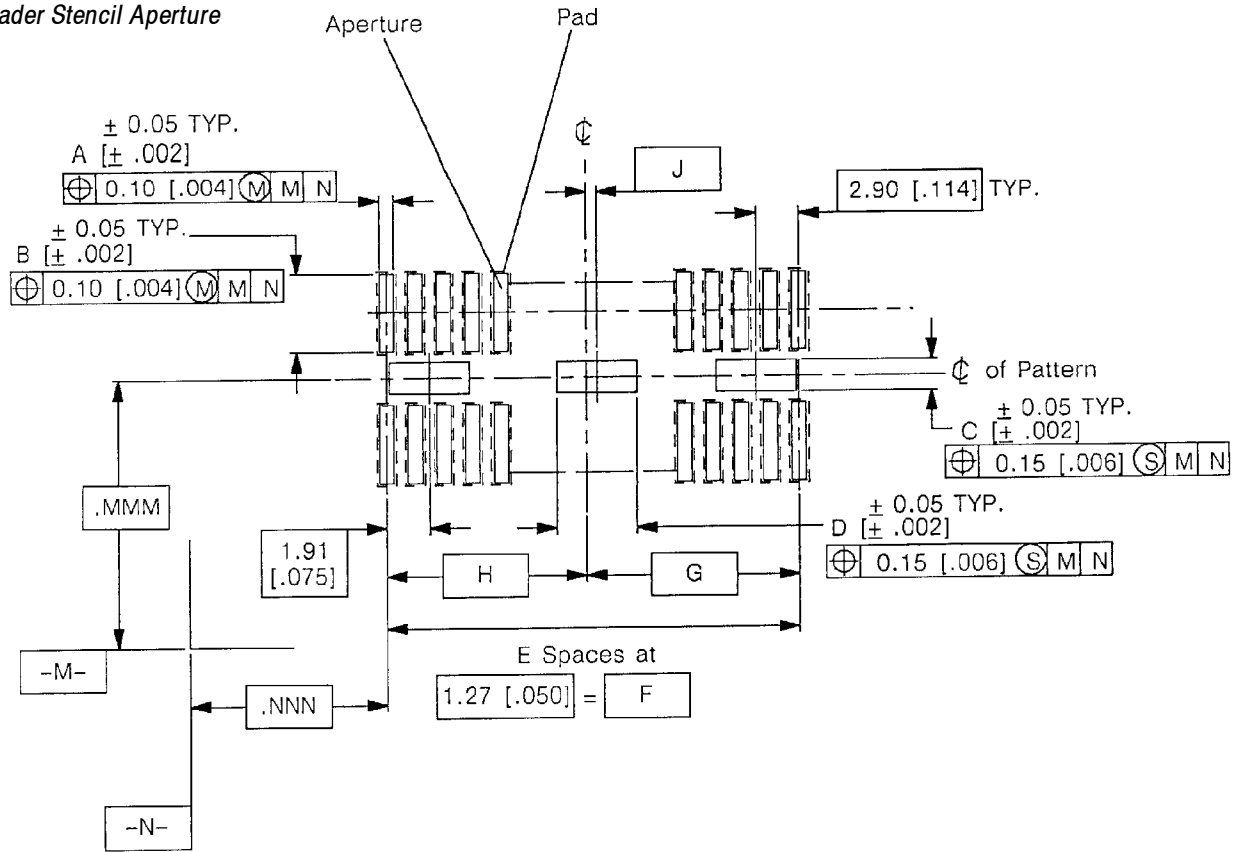 ader Stencil Aperture
Aperture
Pad
± 0.05 TYP.
A [± .002]
⌖ 0.10 [.004] Ⓜ M N
± 0.05 TYP.
B [± .002]
⌖ 0.10 [.004] Ⓜ M N
℄
J
2.90 [.114] TYP.
℄ of Pattern
± 0.05 TYP.
C [± .002]
⌖ 0.15 [.006] Ⓢ M N
± 0.05 TYP.
D [± .002]
⌖ 0.15 [.006] Ⓢ M N
.MMM
1.91
[.075]
H
G
E Spaces at
1.27 [.050] = F
–M–
.NNN
–N–